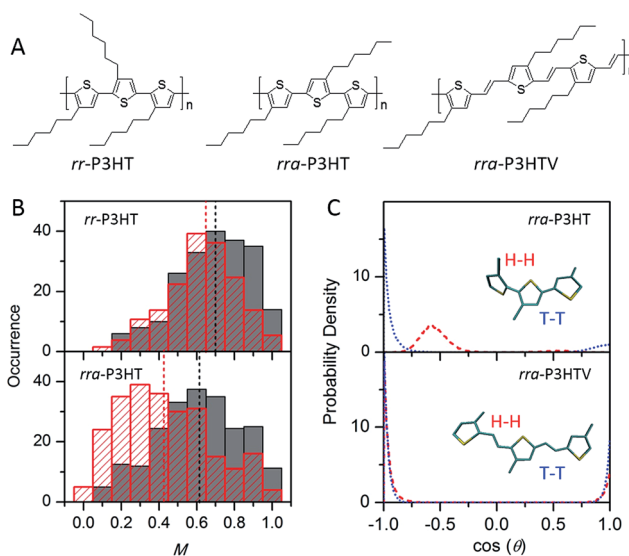 A
S S S n
rr-P3HT
S S S n
rra-P3HT
S S S n
rra-P3HTV
B
rr-P3HT
40
20
0
rra-P3HT
40
20
0
Occurrence
0.0 0.2 0.4 0.6 0.8 1.0
M
C
rra-P3HT
H-H
T-T
10
0
rra-P3HTV
H-H
T-T
10
0
Probability Density
-1.0 -0.5 0.0 0.5 1.0
cos (θ)